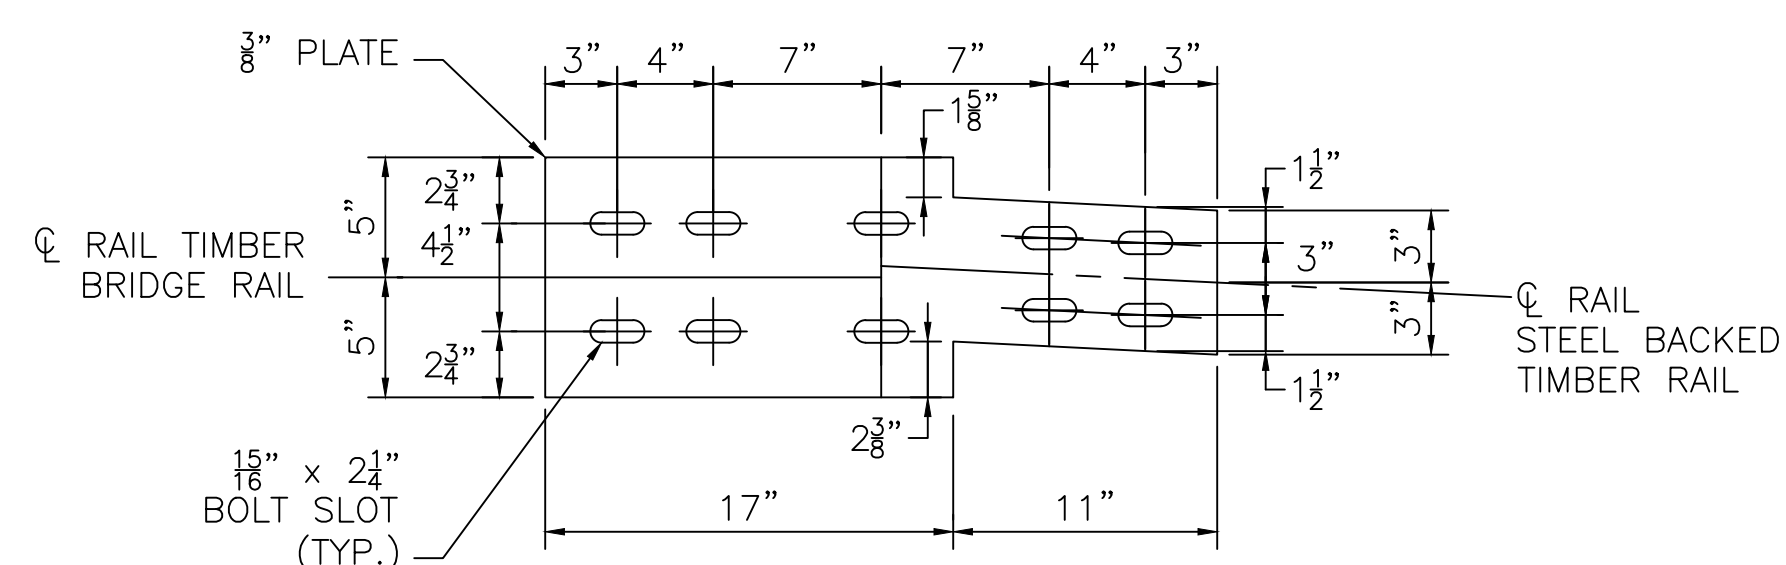 3/8" PLATE
3" 4" 7" 7" 4" 3"
1 5/8"
1 1/2"
2 3/4"
5"
4 1/2"
3"
3"
℄ RAIL TIMBER
BRIDGE RAIL
℄ RAIL
STEEL BACKED
TIMBER RAIL
5"
2 3/4"
3"
1 1/2"
2 3/8"
15/16" x 2 1/4"
BOLT SLOT
(TYP.)
17" 11"